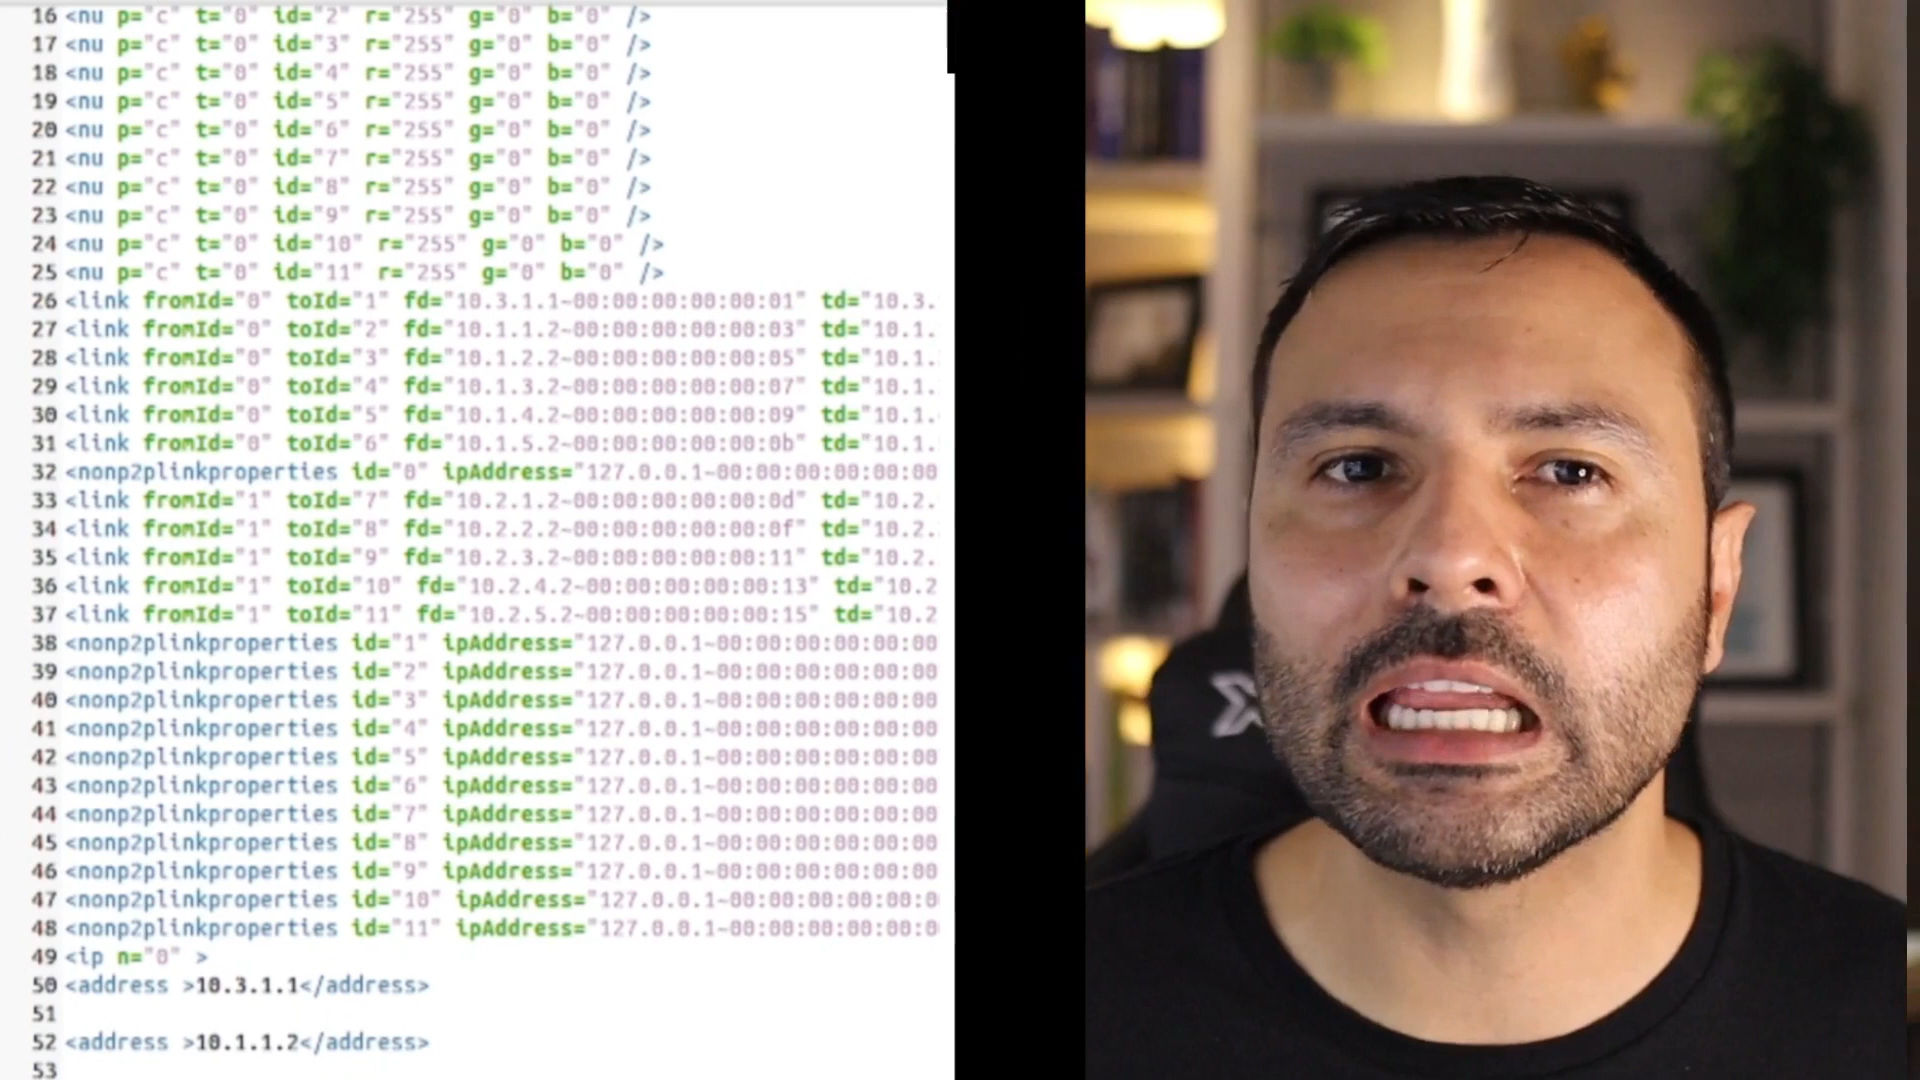 16 <nu p="c" t="0" id="2" r="255" g="0" b="0" />
17 <nu p="c" t="0" id="3" r="255" g="0" b="0" />
18 <nu p="c" t="0" id="4" r="255" g="0" b="0" />
19 <nu p="c" t="0" id="5" r="255" g="0" b="0" />
20 <nu p="c" t="0" id="6" r="255" g="0" b="0" />
21 <nu p="c" t="0" id="7" r="255" g="0" b="0" />
22 <nu p="c" t="0" id="8" r="255" g="0" b="0" />
23 <nu p="c" t="0" id="9" r="255" g="0" b="0" />
24 <nu p="c" t="0" id="10" r="255" g="0" b="0" />
25 <nu p="c" t="0" id="11" r="255" g="0" b="0" />
26 <link fromId="0" toId="1" fd="10.3.1.1~00:00:00:00:00:01" td="10.3.
27 <link fromId="0" toId="2" fd="10.1.1.2~00:00:00:00:00:03" td="10.1.
28 <link fromId="0" toId="3" fd="10.1.2.2~00:00:00:00:00:05" td="10.1.
29 <link fromId="0" toId="4" fd="10.1.3.2~00:00:00:00:00:07" td="10.1.
30 <link fromId="0" toId="5" fd="10.1.4.2~00:00:00:00:00:09" td="10.1.
31 <link fromId="0" toId="6" fd="10.1.5.2~00:00:00:00:00:0b" td="10.1.
32 <nonp2plinkproperties id="0" ipAddress="127.0.0.1~00:00:00:00:00:00
33 <link fromId="1" toId="7" fd="10.2.1.2~00:00:00:00:00:0d" td="10.2.
34 <link fromId="1" toId="8" fd="10.2.2.2~00:00:00:00:00:0f" td="10.2.
35 <link fromId="1" toId="9" fd="10.2.3.2~00:00:00:00:00:11" td="10.2.
36 <link fromId="1" toId="10" fd="10.2.4.2~00:00:00:00:00:13" td="10.2
37 <link fromId="1" toId="11" fd="10.2.5.2~00:00:00:00:00:15" td="10.2
38 <nonp2plinkproperties id="1" ipAddress="127.0.0.1~00:00:00:00:00:00
39 <nonp2plinkproperties id="2" ipAddress="127.0.0.1~00:00:00:00:00:00
40 <nonp2plinkproperties id="3" ipAddress="127.0.0.1~00:00:00:00:00:00
41 <nonp2plinkproperties id="4" ipAddress="127.0.0.1~00:00:00:00:00:00
42 <nonp2plinkproperties id="5" ipAddress="127.0.0.1~00:00:00:00:00:00
43 <nonp2plinkproperties id="6" ipAddress="127.0.0.1~00:00:00:00:00:00
44 <nonp2plinkproperties id="7" ipAddress="127.0.0.1~00:00:00:00:00:00
45 <nonp2plinkproperties id="8" ipAddress="127.0.0.1~00:00:00:00:00:00
46 <nonp2plinkproperties id="9" ipAddress="127.0.0.1~00:00:00:00:00:00
47 <nonp2plinkproperties id="10" ipAddress="127.0.0.1~00:00:00:00:00:0
48 <nonp2plinkproperties id="11" ipAddress="127.0.0.1~00:00:00:00:00:0
49 <ip n="0" >
50 <address >10.3.1.1</address>
51
52 <address >10.1.1.2</address>
53